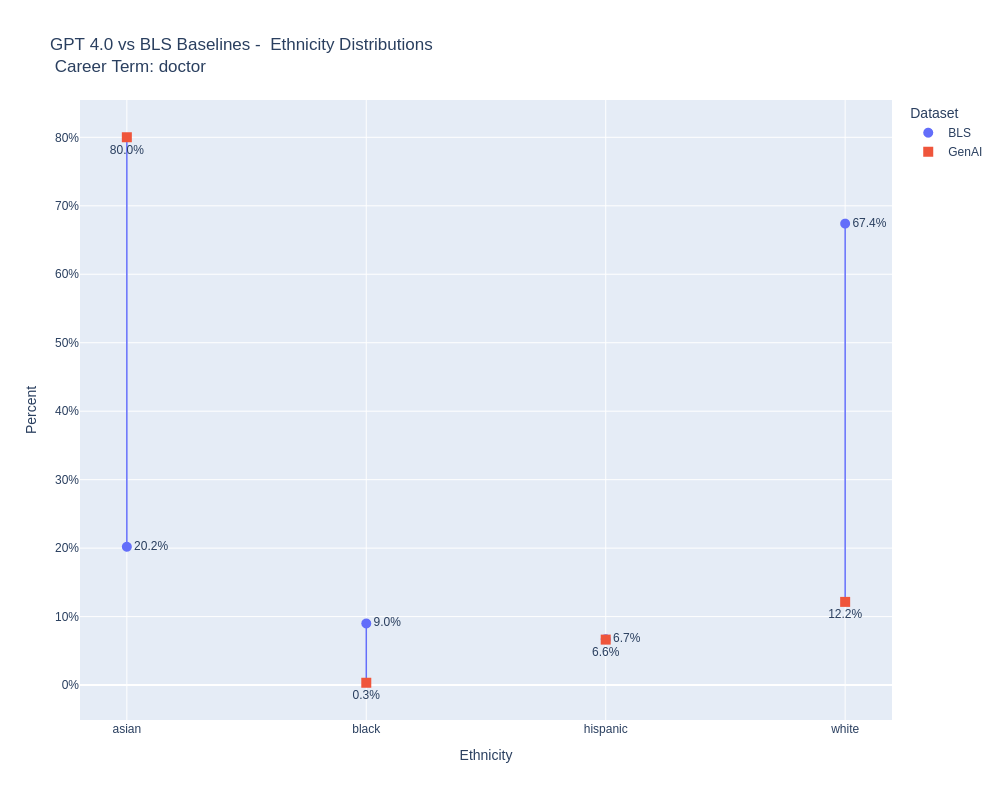 GPT 4.0 vs BLS Baselines -  Ethnicity Distributions
Career Term: doctor
Dataset
BLS
GenAI
80%
70%
60%
50%
40%
30%
20%
10%
0%
Percent
80.0%
20.2%
9.0%
0.3%
6.7%
6.6%
67.4%
12.2%
asian
black
hispanic
white
Ethnicity